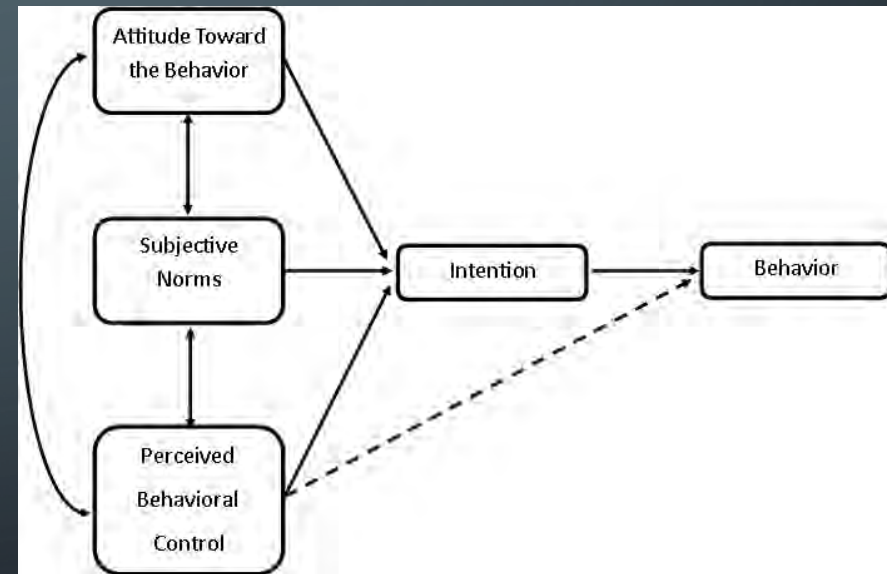 Attitude Toward
the Behavior
Subjective
Norms
Intention
Behavior
Perceived
Behavioral
Control